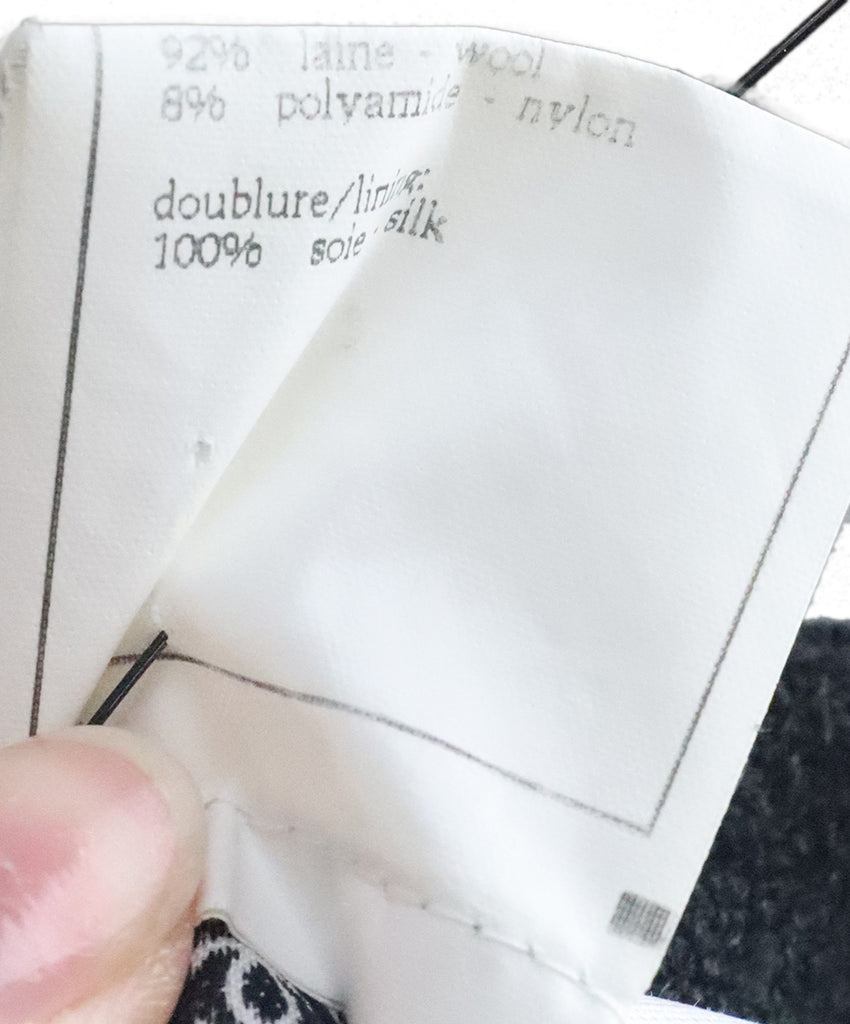 92% laine - wool
8% polyamide - nylon
doublure/lining:
100% soie silk